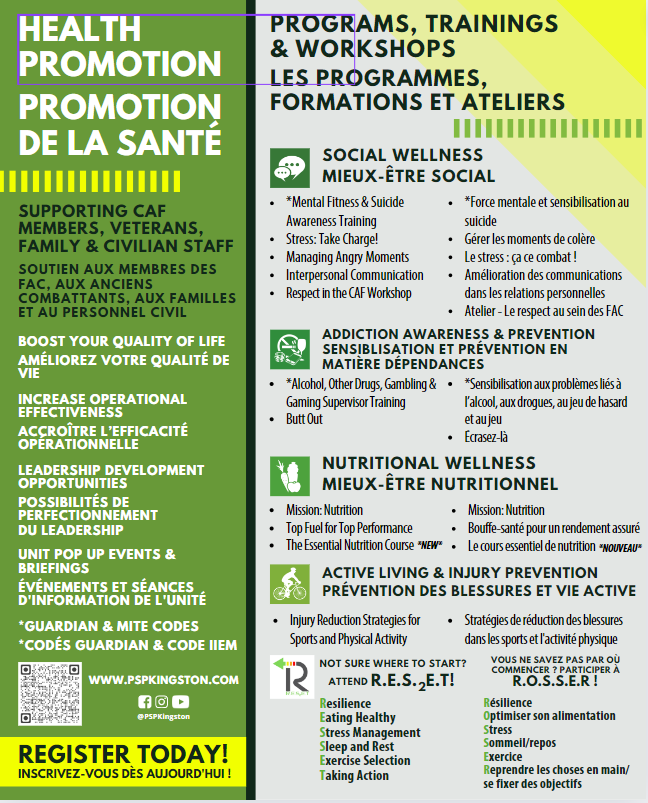 HEALTH
PROMOTION
PROMOTION
DE LA SANTÉ
SUPPORTING CAF
MEMBERS, VETERANS,
FAMILY & CIVILIAN STAFF
SOUTIEN AUX MEMBRES DES
FAC, AUX ANCIENS
COMBATTANTS, AUX FAMILLES
ET AU PERSONNEL CIVIL
BOOST YOUR QUALITY OF LIFE
AMÉLIOREZ VOTRE QUALITÉ DE
VIE
INCREASE OPERATIONAL
EFFECTIVENESS
ACCROÎTRE L'EFFICACITÉ
OPÉRATIONNELLE
LEADERSHIP DEVELOPMENT
OPPORTUNITIES
POSSIBILITÉS DE
PERFECTIONNEMENT
DU LEADERSHIP
UNIT POP UP EVENTS &
BRIEFINGS
ÉVÉNEMENTS ET SÉANCES
D'INFORMATION DE L'UNITÉ
*GUARDIAN & MITE CODES
*CODÉS GUARDIAN & CODE IIEM
WWW.PSPKINGSTON.COM
@PSPKingston
REGISTER TODAY!
INSCRIVEZ-VOUS DÈS AUJOURD'HUI !
PROGRAMS, TRAININGS
& WORKSHOPS
LES PROGRAMMES,
FORMATIONS ET ATELIERS
SOCIAL WELLNESS
MIEUX-ÊTRE SOCIAL
• *Mental Fitness & Suicide
Awareness Training
• Stress: Take Charge!
• Managing Angry Moments
• Interpersonal Communication
• Respect in the CAF Workshop
• *Force mentale et sensibilisation au
suicide
• Gérer les moments de colère
• Le stress : ça ce combat !
• Amélioration des communications
dans les relations personnelles
• Atelier - Le respect au sein des FAC
ADDICTION AWARENESS & PREVENTION
SENSIBLISATION ET PRÉVENTION EN
MATIÈRE DÉPENDANCES
• *Alcohol, Other Drugs, Gambling &
Gaming Supervisor Training
• Butt Out
• *Sensibilisation aux problèmes liés à
l'alcool, aux drogues, au jeu de hasard
et au jeu
• Écrasez-là
NUTRITIONAL WELLNESS
MIEUX-ÊTRE NUTRITIONNEL
• Mission: Nutrition
• Top Fuel for Top Performance
• The Essential Nutrition Course *NEW*
• Mission: Nutrition
• Bouffe-santé pour un rendement assuré
• Le cours essentiel de nutrition *NOUVEAU*
ACTIVE LIVING & INJURY PREVENTION
PRÉVENTION DES BLESSURES ET VIE ACTIVE
• Injury Reduction Strategies for
Sports and Physical Activity
• Stratégies de réduction des blessures
dans les sports et l'activité physique
R
NOT SURE WHERE TO START?
ATTEND R.E.S.2E.T!
Resilience
Eating Healthy
Stress Management
Sleep and Rest
Exercise Selection
Taking Action
VOUS NE SAVEZ PAS PAR OÙ
COMMENCER ? PARTICIPER À
R.O.S.S.E.R !
Résilience
Optimiser son alimentation
Stress
Sommeil/repos
Exercice
Reprendre les choses en main/
se fixer des objectifs